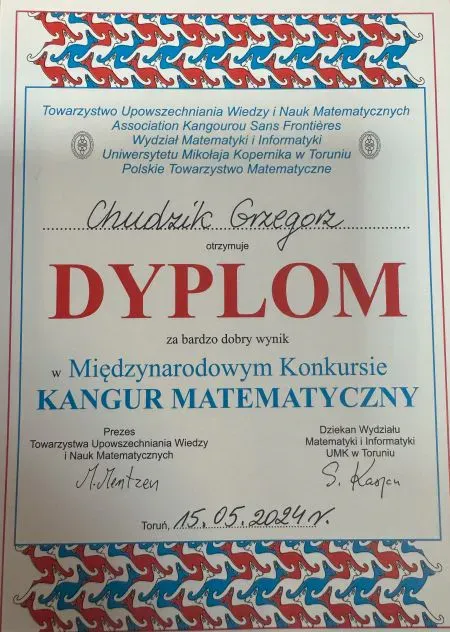 Towarzystwo Upowszechniania Wiedzy i Nauk Matematycznych
Association Kangourou Sans Frontières
Wydział Matematyki i Informatyki
Uniwersytetu Mikołaja Kopernika w Toruniu
Polskie Towarzystwo Matematyczne
Chudzik Grzegorz
otrzymuje
DYPLOM
za bardzo dobry wynik
w Międzynarodowym Konkursie
KANGUR MATEMATYCZNY
Prezes
Towarzystwa Upowszechniania Wiedzy
i Nauk Matematycznych
M. Mentzen
Dziekan Wydziału
Matematyki i Informatyki
UMK w Toruniu
S. Kasjan
Toruń, 15.05.2024 r.